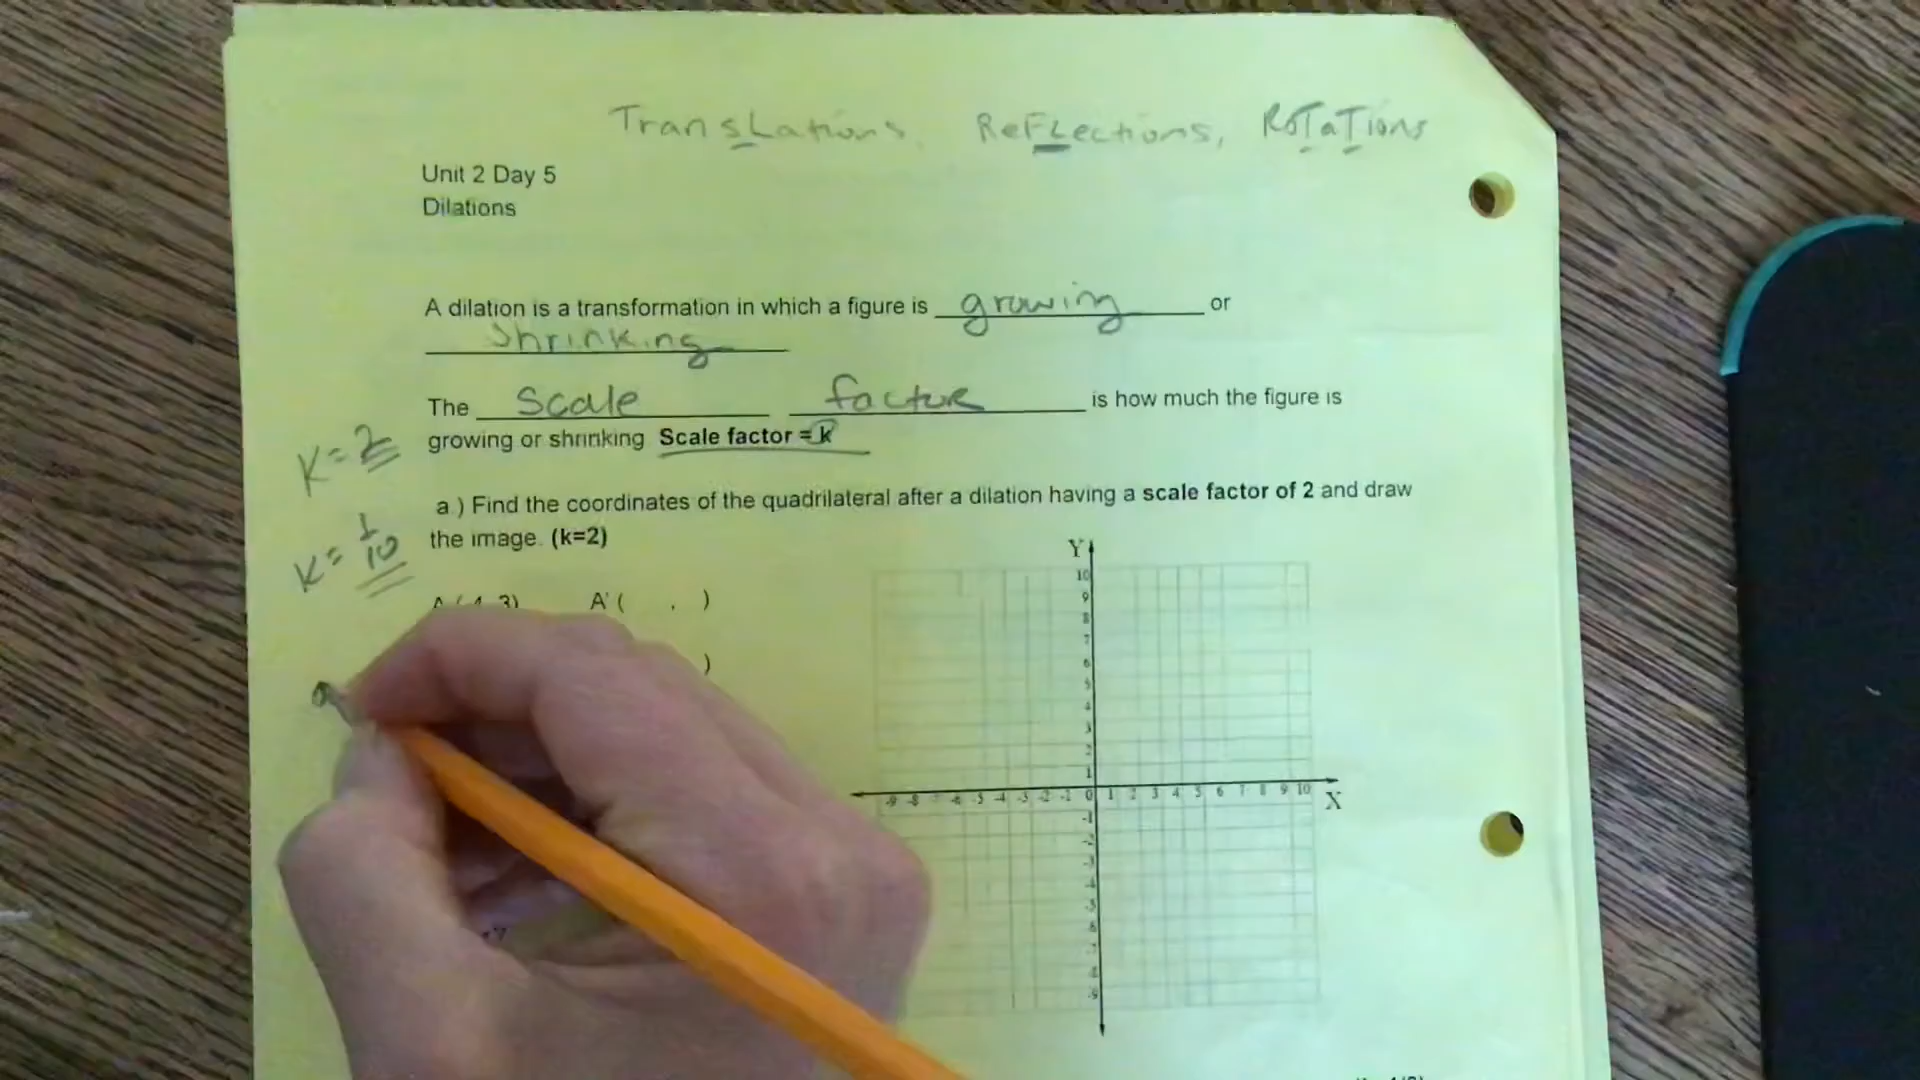 TransLations, ReFLections, RoTaTions
Unit 2 Day 5
Dilations
A dilation is a transformation in which a figure is growing or
shrinking
The scale factor is how much the figure is
growing or shrinking Scale factor = k
K=2
a.) Find the coordinates of the quadrilateral after a dilation having a scale factor of 2 and draw
the image. (k=2)
K= 1/10
A' ( , )
)
Y
10
9
8
7
6
5
4
3
2
1
-9 -8 -6 -5 -4 -3 -2 -1 0 1 2 3 4 5 6 7 8 9 10 X
-1
-2
-3
-4
-5
-6
-7
-8
-9